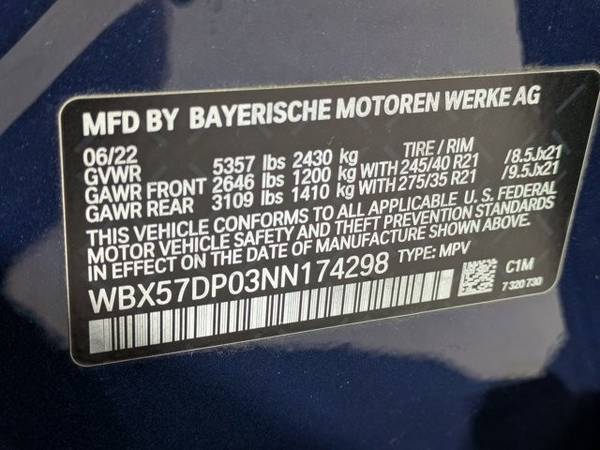 MFD BY BAYERISCHE MOTOREN WERKE AG
06/22 TIRE / RIM
GVWR 5357 lbs 2430 kg
GAWR FRONT 2646 lbs 1200 kg WITH 245/40 R21 /8.5Jx21
GAWR REAR 3109 lbs 1410 kg WITH 275/35 R21 /9.5Jx21
THIS VEHICLE CONFORMS TO ALL APPLICABLE U. S. FEDERAL
MOTOR VEHICLE SAFETY AND THEFT PREVENTION STANDARDS
IN EFFECT ON THE DATE OF MANUFACTURE SHOWN ABOVE.
WBX57DP03NN174298 TYPE: MPV
C1M
7 320 730